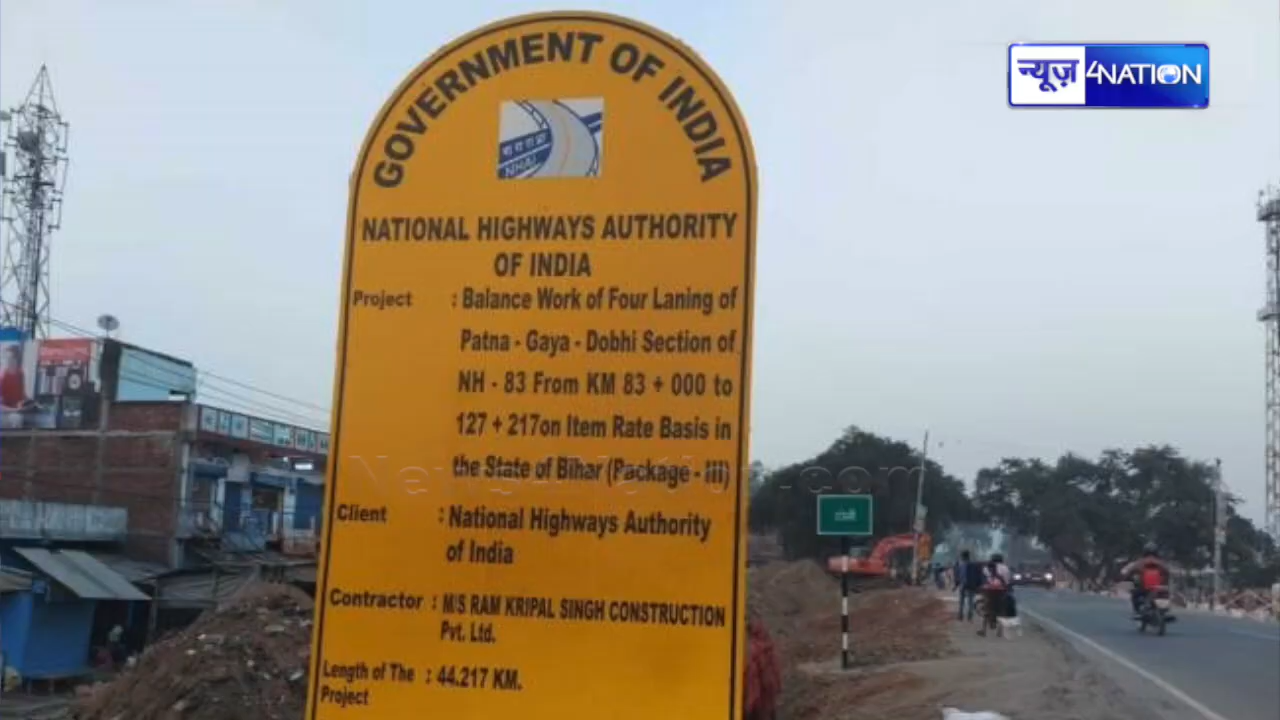 न्यूज़ 4NATION
GOVERNMENT OF INDIA
NHAI
NATIONAL HIGHWAYS AUTHORITY
OF INDIA
Project : Balance Work of Four Laning of
Patna - Gaya - Dobhi Section of
NH - 83 From KM 83 + 000 to
127 + 217on Item Rate Basis in
the State of Bihar (Package - III)
Client : National Highways Authority
of India
Contractor : M/S RAM KRIPAL SINGH CONSTRUCTION
Pvt. Ltd.
Length of The : 44.217 KM.
Project